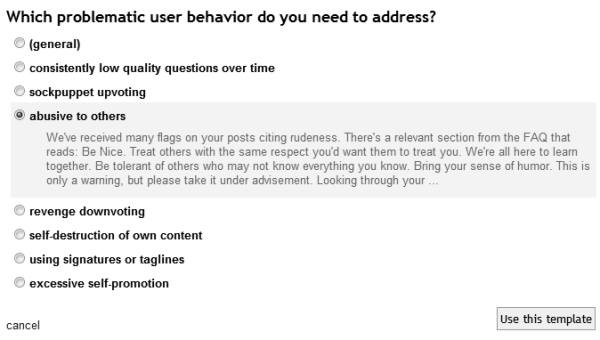 Which problematic user behavior do you need to address?
(general)
consistently low quality questions over time
sockpuppet upvoting
abusive to others
We've received many flags on your posts citing rudeness. There's a relevant section from the FAQ that
reads: Be Nice. Treat others with the same respect you'd want them to treat you. We're all here to learn
together. Be tolerant of others who may not know everything you know. Bring your sense of humor. This is
only a warning, but please take it under advisement. Looking through your ...
revenge downvoting
self-destruction of own content
using signatures or taglines
excessive self-promotion
Use this template
cancel